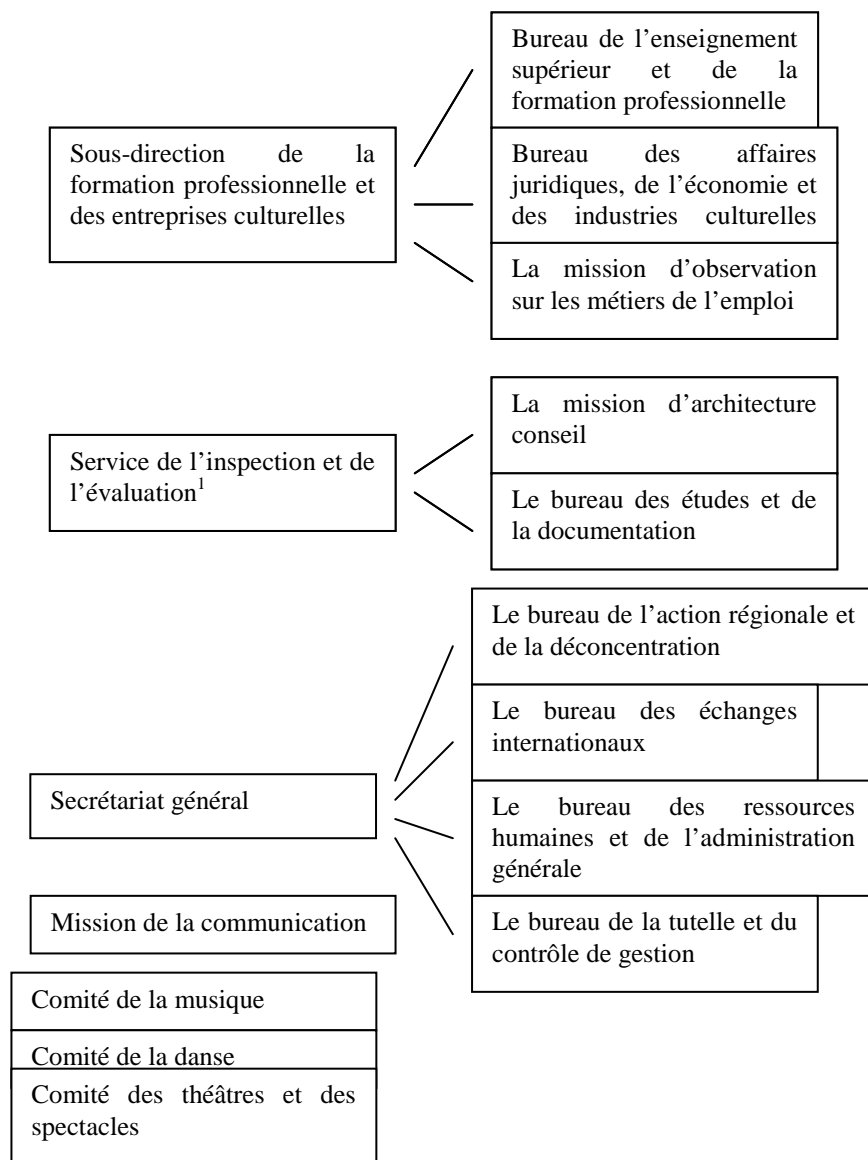 Sous-direction de la
formation professionnelle et
des entreprises culturelles
Bureau de l’enseignement
supérieur et de la
formation professionnelle
Bureau des affaires
juridiques, de l’économie et
des industries culturelles
La mission d’observation
sur les métiers de l’emploi
Service de l’inspection et de
l’évaluation1
La mission d’architecture
conseil
Le bureau des études et de
la documentation
Secrétariat général
Le bureau de l’action régionale et
de la déconcentration
Le bureau des échanges
internationaux
Le bureau des ressources
humaines et de l’administration
générale
Le bureau de la tutelle et du
contrôle de gestion
Mission de la communication
Comité de la musique
Comité de la danse
Comité des théâtres et des
spectacles